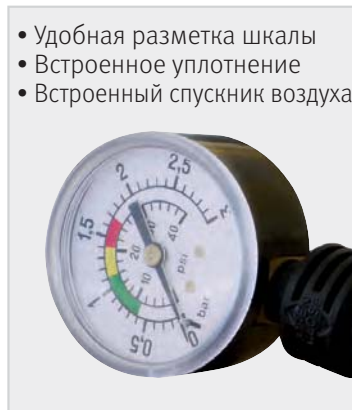 • Удобная разметка шкалы
• Встроенное уплотнение
• Встроенный спускник воздуха
0
0,5
1
1,5
2
2,5
3
10
20
40
psi
bar